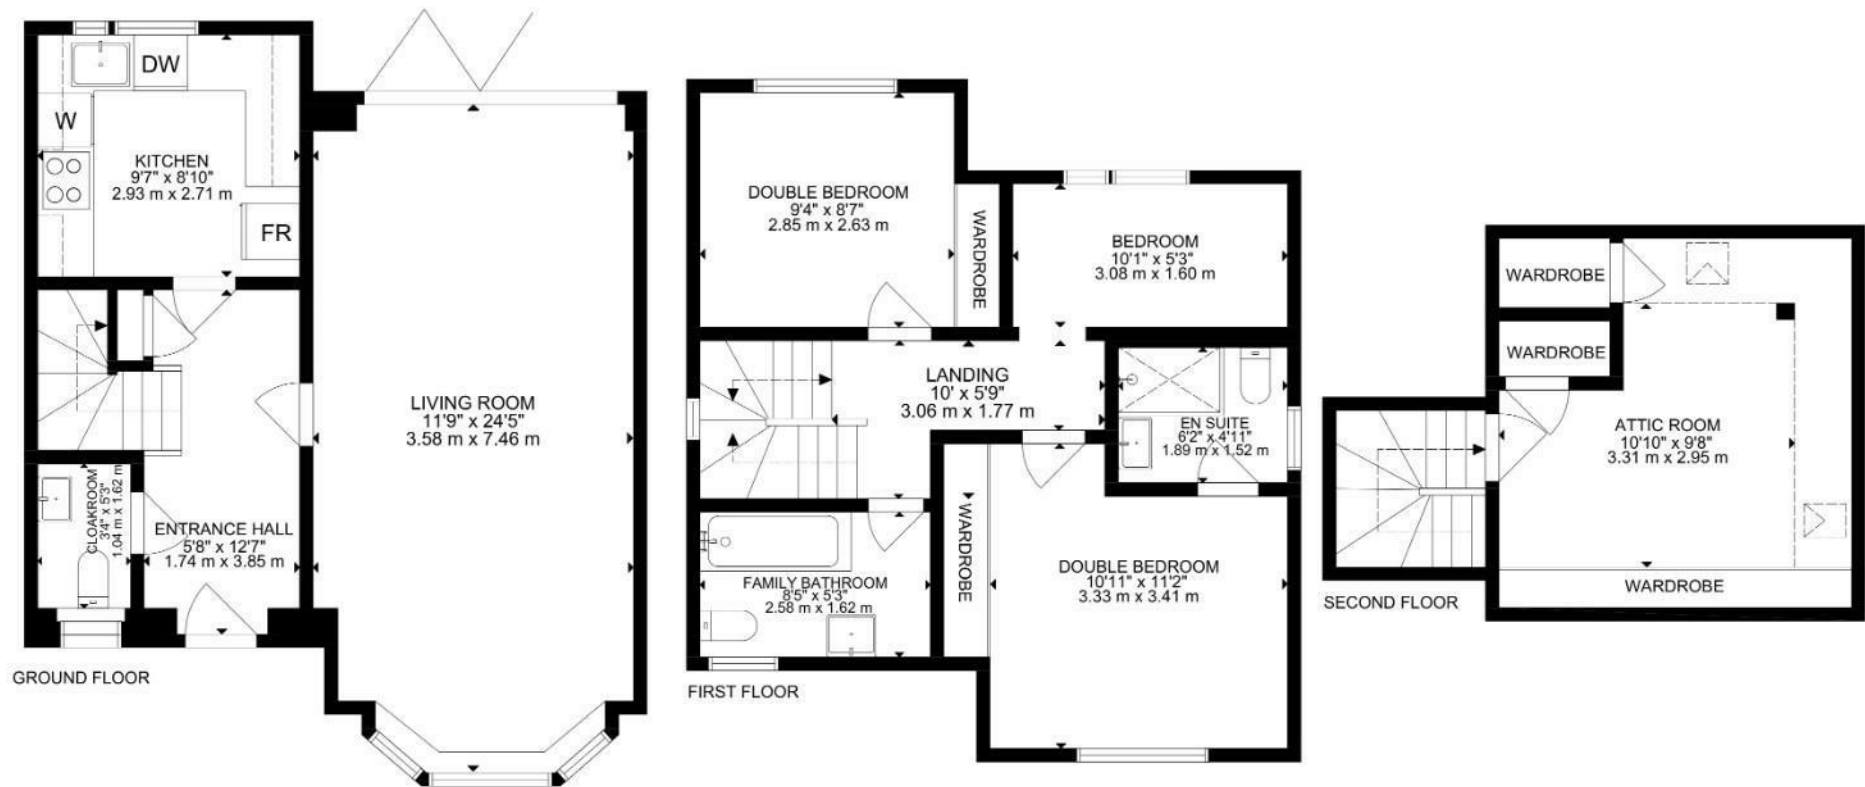 DW
W
KITCHEN
9'7" x 8'10"
2.93 m x 2.71 m
FR
LIVING ROOM
11'9" x 24'5"
3.58 m x 7.46 m
CLOAKROOM
3'4" x 5'3"
1.04 m x 1.62 m
ENTRANCE HALL
5'8" x 12'7"
1.74 m x 3.85 m
GROUND FLOOR
DOUBLE BEDROOM
9'4" x 8'7"
2.85 m x 2.63 m
WARDROBE
BEDROOM
10'1" x 5'3"
3.08 m x 1.60 m
LANDING
10' x 5'9"
3.06 m x 1.77 m
EN SUITE
6'2" x 4'11"
1.89 m x 1.52 m
FAMILY BATHROOM
8'5" x 5'3"
2.58 m x 1.62 m
WARDROBE
DOUBLE BEDROOM
10'11" x 11'2"
3.33 m x 3.41 m
FIRST FLOOR
WARDROBE
WARDROBE
ATTIC ROOM
10'10" x 9'8"
3.31 m x 2.95 m
WARDROBE
SECOND FLOOR